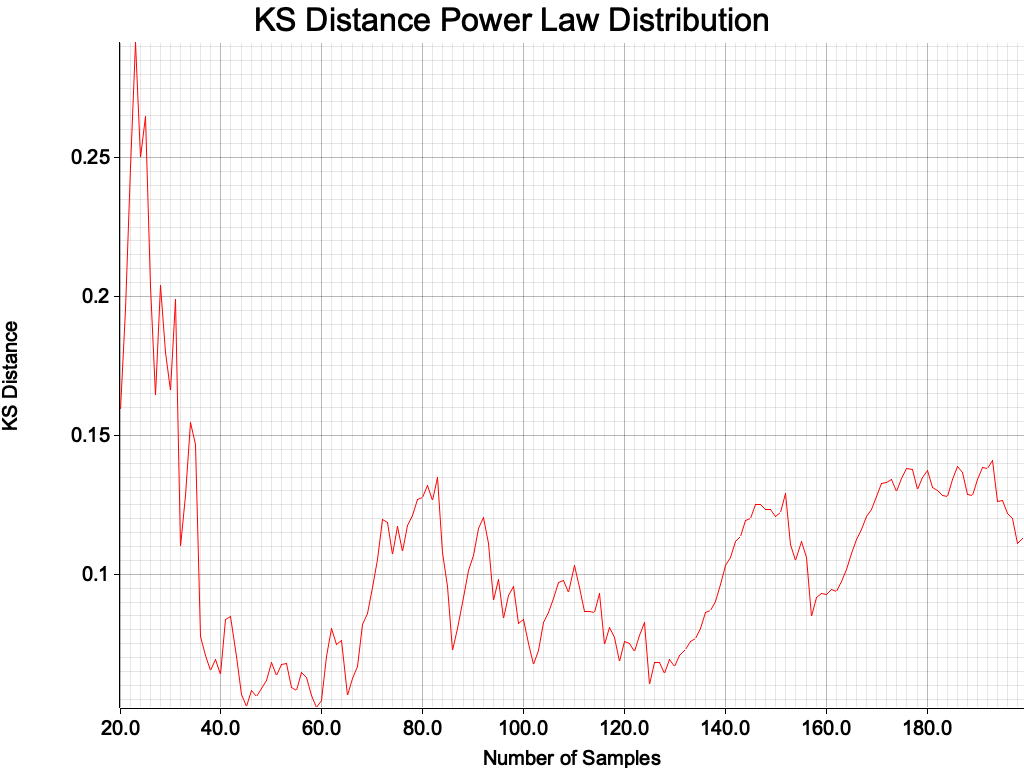 KS Distance Power Law Distribution
0.25
0.2
0.15
0.1
KS Distance
20.0 40.0 60.0 80.0 100.0 120.0 140.0 160.0 180.0
Number of Samples